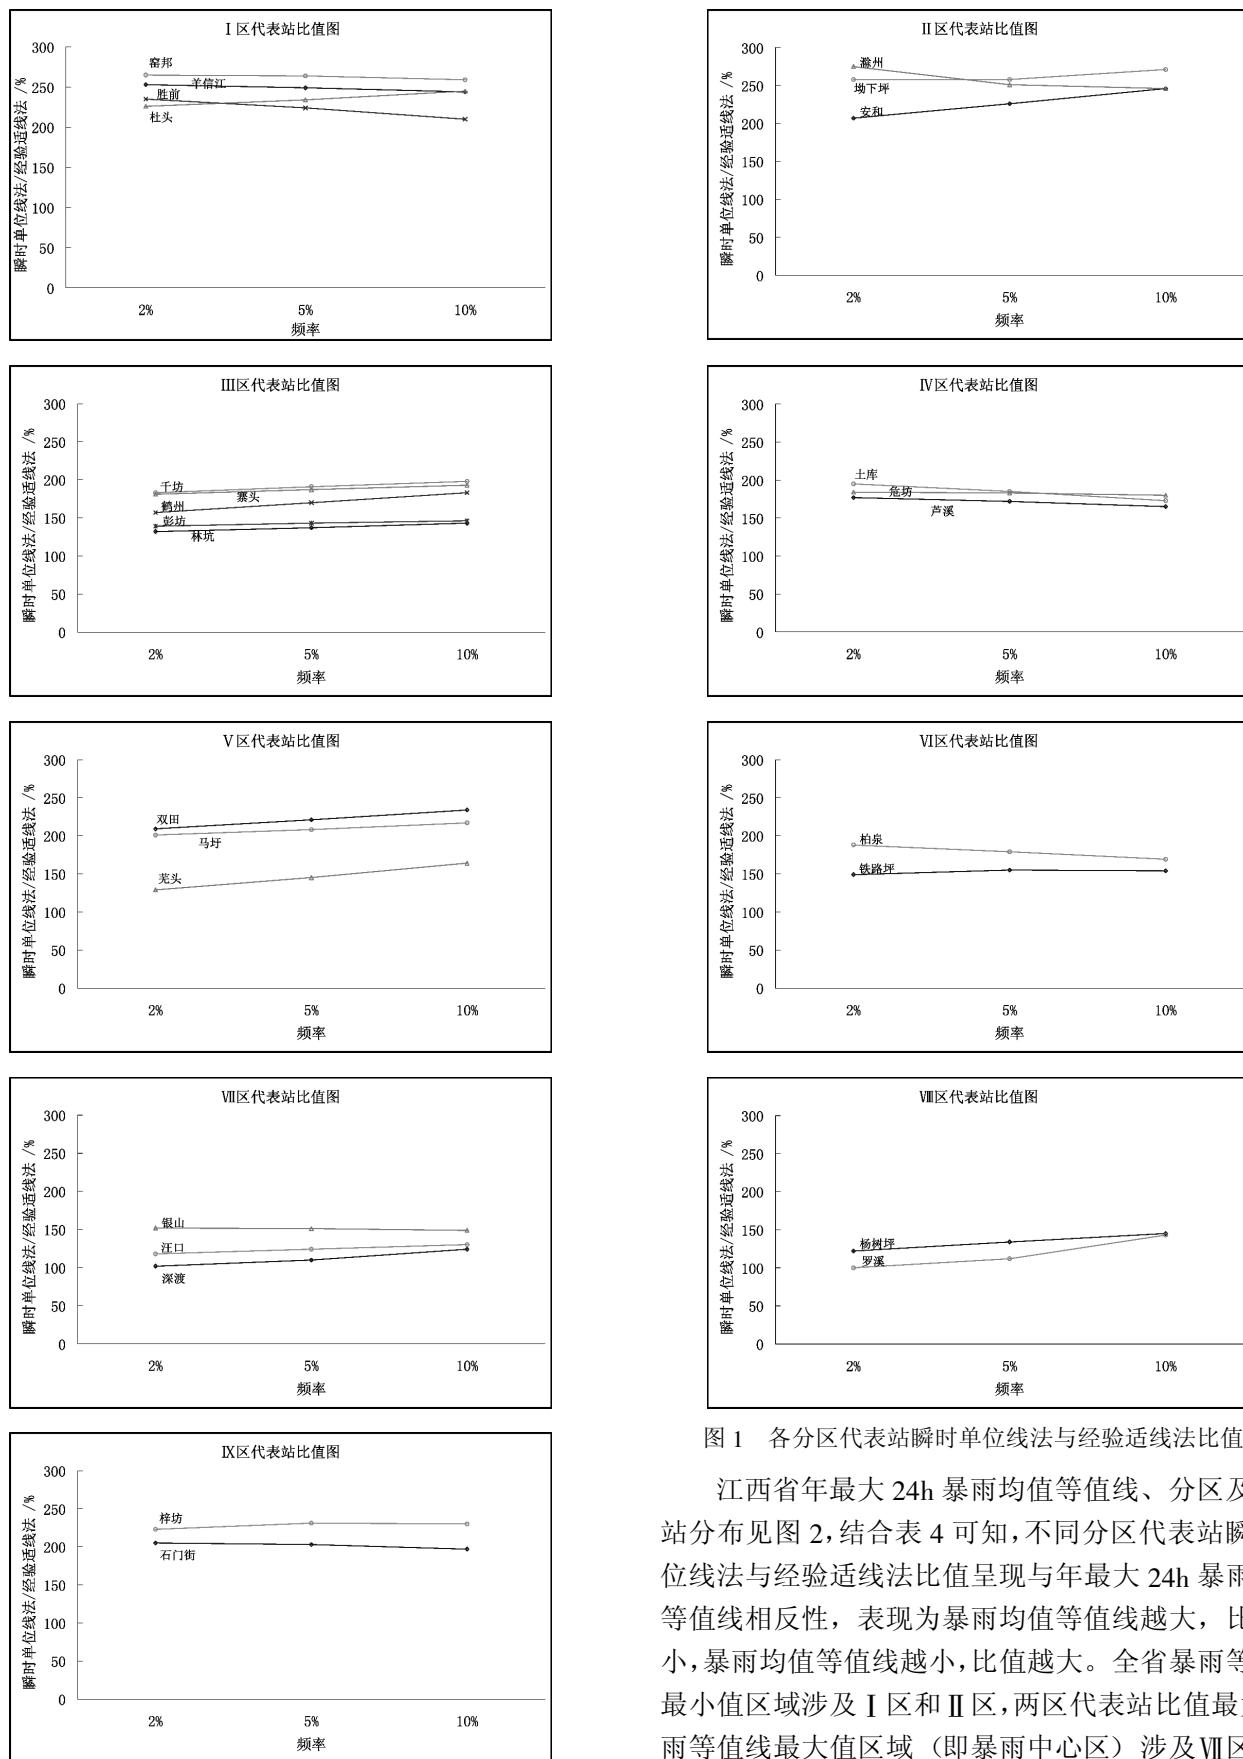 Ⅰ区代表站比值图
瞬时单位线法/经验适线法 /%
300
250
200
150
100
50
0
窑邦
羊信江
胜前
杜头
2%
5%
10%
频率
Ⅱ区代表站比值图
瞬时单位线法/经验适线法 /%
300
250
200
150
100
50
0
滁州
坳下坪
安和
2%
5%
10%
频率
Ⅲ区代表站比值图
瞬时单位线法/经验适线法 /%
300
250
200
150
100
50
0
千坊
寨头
鹤州
彭坊
林坑
2%
5%
10%
频率
Ⅳ区代表站比值图
瞬时单位线法/经验适线法 /%
300
250
200
150
100
50
0
土库
危坊
芦溪
2%
5%
10%
频率
Ⅴ区代表站比值图
瞬时单位线法/经验适线法 /%
300
250
200
150
100
50
0
双田
马圩
芜头
2%
5%
10%
频率
Ⅵ区代表站比值图
瞬时单位线法/经验适线法 /%
300
250
200
150
100
50
0
柏泉
铁路坪
2%
5%
10%
频率
Ⅶ区代表站比值图
瞬时单位线法/经验适线法 /%
300
250
200
150
100
50
0
银山
汪口
深渡
2%
5%
10%
频率
Ⅷ区代表站比值图
瞬时单位线法/经验适线法 /%
300
250
200
150
100
50
0
杨树坪
罗溪
2%
5%
10%
频率
Ⅸ区代表站比值图
瞬时单位线法/经验适线法 /%
300
250
200
150
100
50
0
梓坊
石门街
2%
5%
10%
频率
图 1 各分区代表站瞬时单位线法与经验适线法比值
江西省年最大 24h 暴雨均值等值线、分区及
站分布见图 2,结合表 4 可知,不同分区代表站瞬
位线法与经验适线法比值呈现与年最大 24h 暴雨
等值线相反性，表现为暴雨均值等值线越大，比
小,暴雨均值等值线越小,比值越大。全省暴雨等
最小值区域涉及Ⅰ区和Ⅱ区,两区代表站比值最
雨等值线最大值区域（即暴雨中心区）涉及Ⅶ区